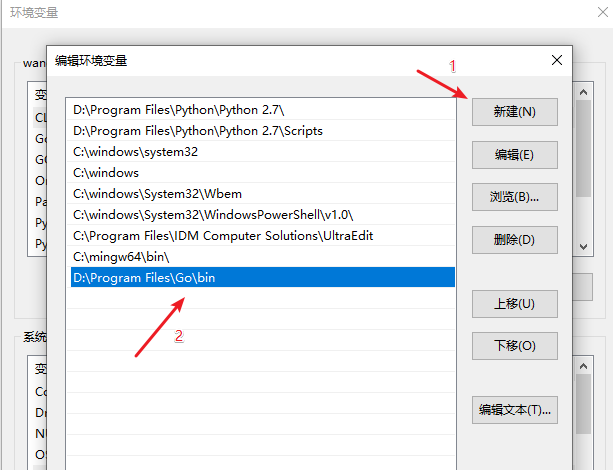 环境变量
编辑环境变量
1
wan
变
CL
Go
GC
On
Pa
Py
Py
D:\Program Files\Python\Python 2.7\
D:\Program Files\Python\Python 2.7\Scripts
C:\windows\system32
C:\windows
C:\windows\System32\Wbem
C:\windows\System32\WindowsPowerShell\v1.0\
C:\Program Files\IDM Computer Solutions\UltraEdit
C:\mingw64\bin\
D:\Program Files\Go\bin
2
新建(N)
编辑(E)
浏览(B)...
删除(D)
上移(U)
下移(O)
编辑文本(T)...
系统
变
Co
Dr
NU
OS